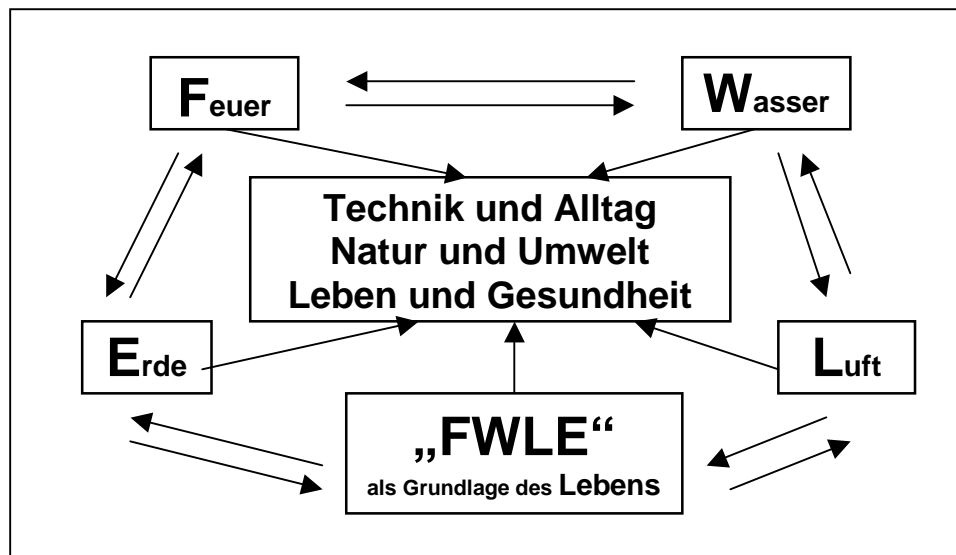 Feuer
Wasser
Technik und Alltag
Natur und Umwelt
Leben und Gesundheit
Erde
Luft
„FWLE“
als Grundlage des Lebens